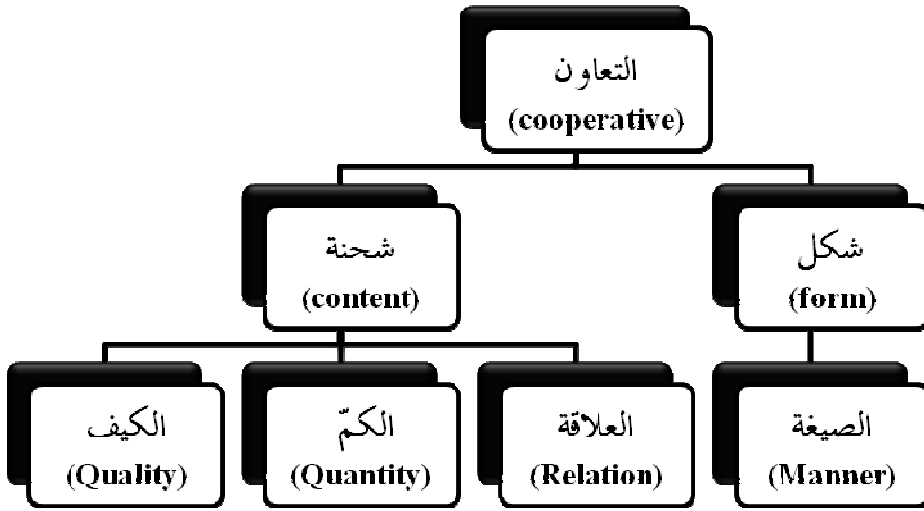 التعاون
(cooperative)
شحنة
(content)
شكل
(form)
الكيف
(Quality)
الكمّ
(Quantity)
العلاقة
(Relation)
الصيغة
(Manner)